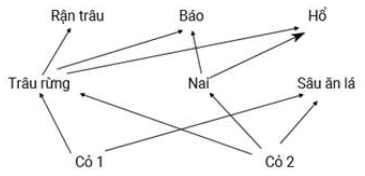 Rận trâu Báo Hổ
Trâu rừng Nai Sâu ăn lá
Cỏ 1 Cỏ 2